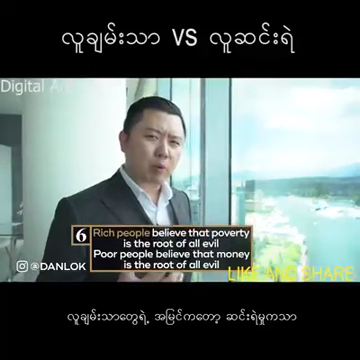 လူချမ်းသာ VS လူဆင်းရဲ
Digital A
6 Rich people believe that poverty
is the root of all evil
Poor people believe that money
is the root of all evil
@DANLOK
LIKE AND SHARE
လူချမ်းသာတွေရဲ့ အမြင်ကတော့ ဆင်းရဲမှုကသာ